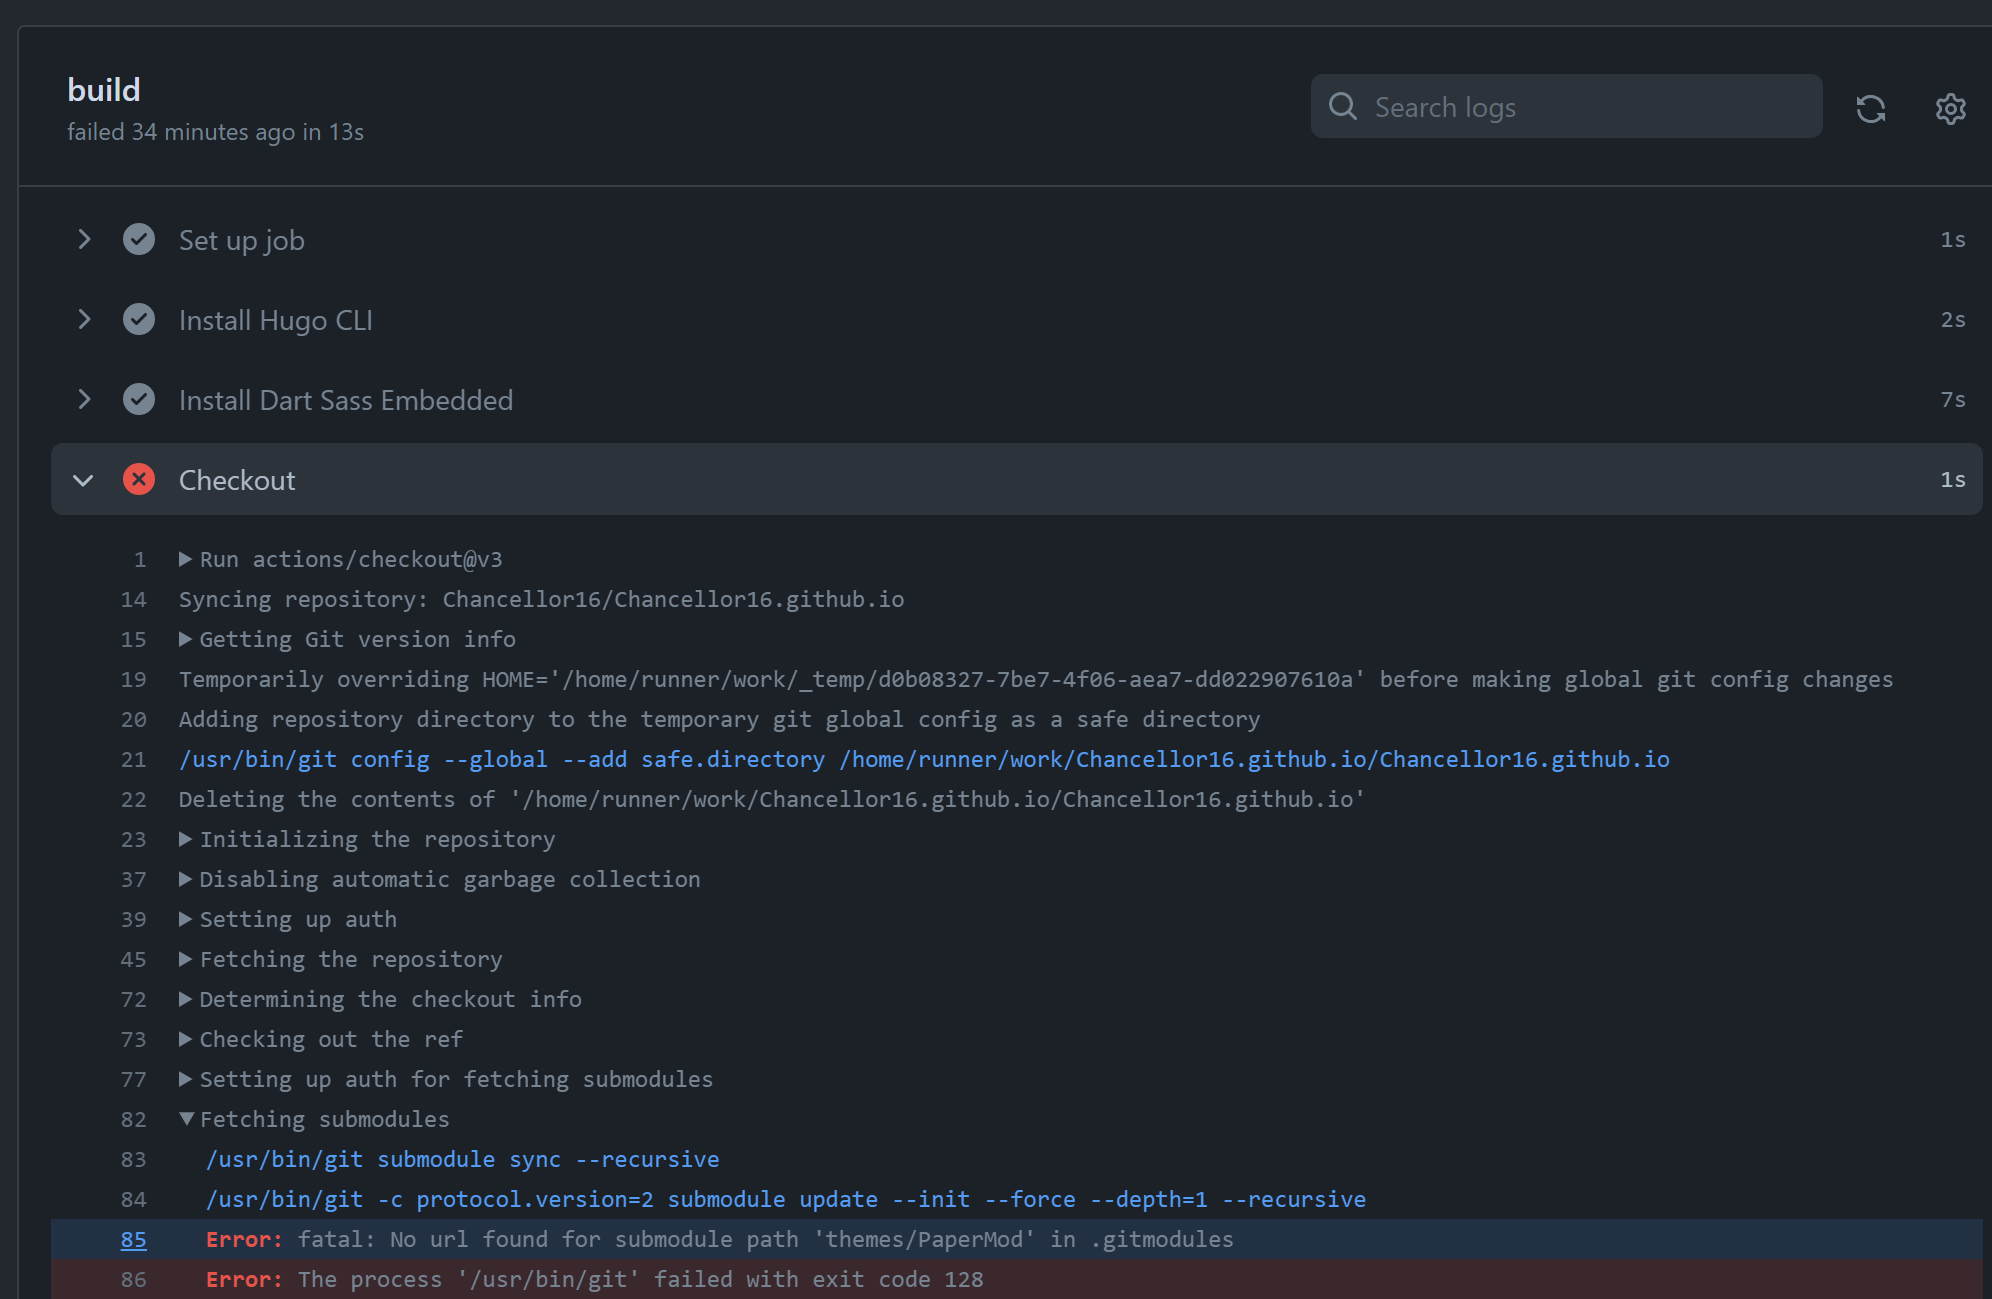 build
failed 34 minutes ago in 13s
Search logs
Set up job 1s
Install Hugo CLI 2s
Install Dart Sass Embedded 7s
Checkout 1s
1 Run actions/checkout@v3
14 Syncing repository: Chancellor16/Chancellor16.github.io
15 Getting Git version info
19 Temporarily overriding HOME='/home/runner/work/_temp/d0b08327-7be7-4f06-aea7-dd022907610a' before making global git config changes
20 Adding repository directory to the temporary git global config as a safe directory
21 /usr/bin/git config --global --add safe.directory /home/runner/work/Chancellor16.github.io/Chancellor16.github.io
22 Deleting the contents of '/home/runner/work/Chancellor16.github.io/Chancellor16.github.io'
23 Initializing the repository
37 Disabling automatic garbage collection
39 Setting up auth
45 Fetching the repository
72 Determining the checkout info
73 Checking out the ref
77 Setting up auth for fetching submodules
82 Fetching submodules
83 /usr/bin/git submodule sync --recursive
84 /usr/bin/git -c protocol.version=2 submodule update --init --force --depth=1 --recursive
85 Error: fatal: No url found for submodule path 'themes/PaperMod' in .gitmodules
86 Error: The process '/usr/bin/git' failed with exit code 128